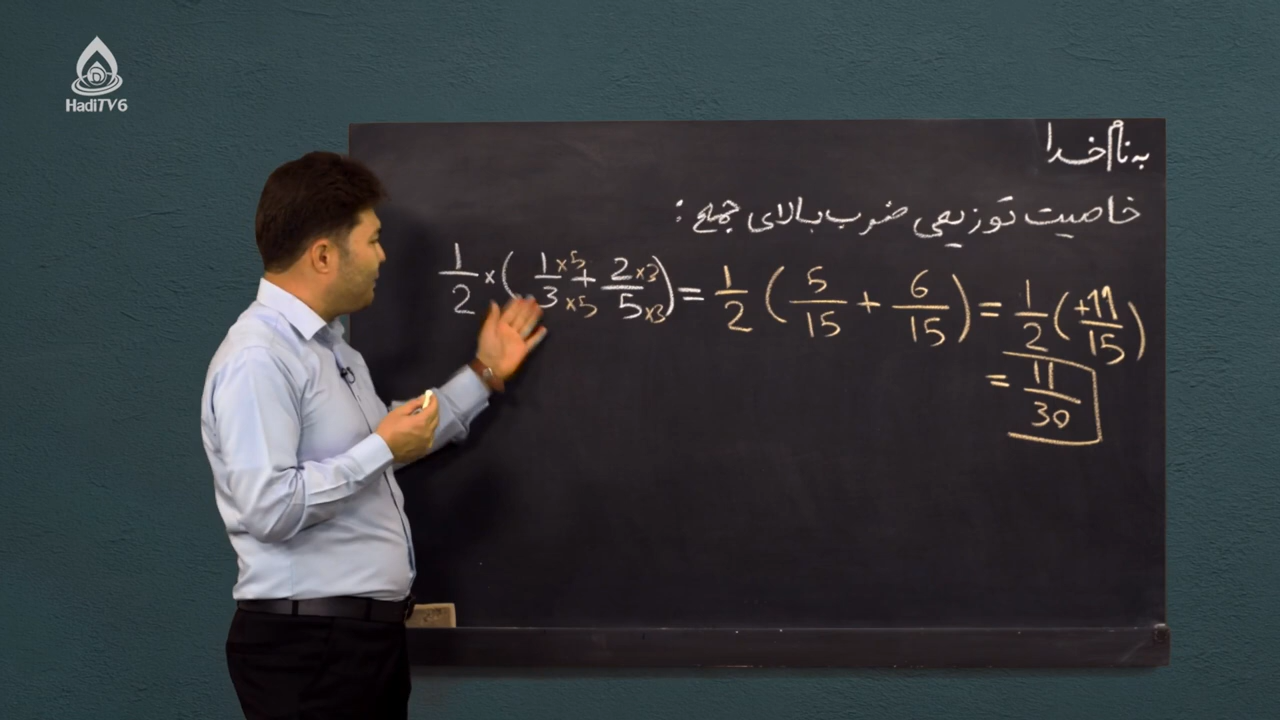 HadiTV6
به نام خدا
خاصیت توزیعی ضرب بالای جمع :
1/2 × ( 1×5/3×5 + 2×3/5×3 ) = 1/2 ( 5/15 + 6/15 ) = 1/2 ( +11/15 )
= 11/30